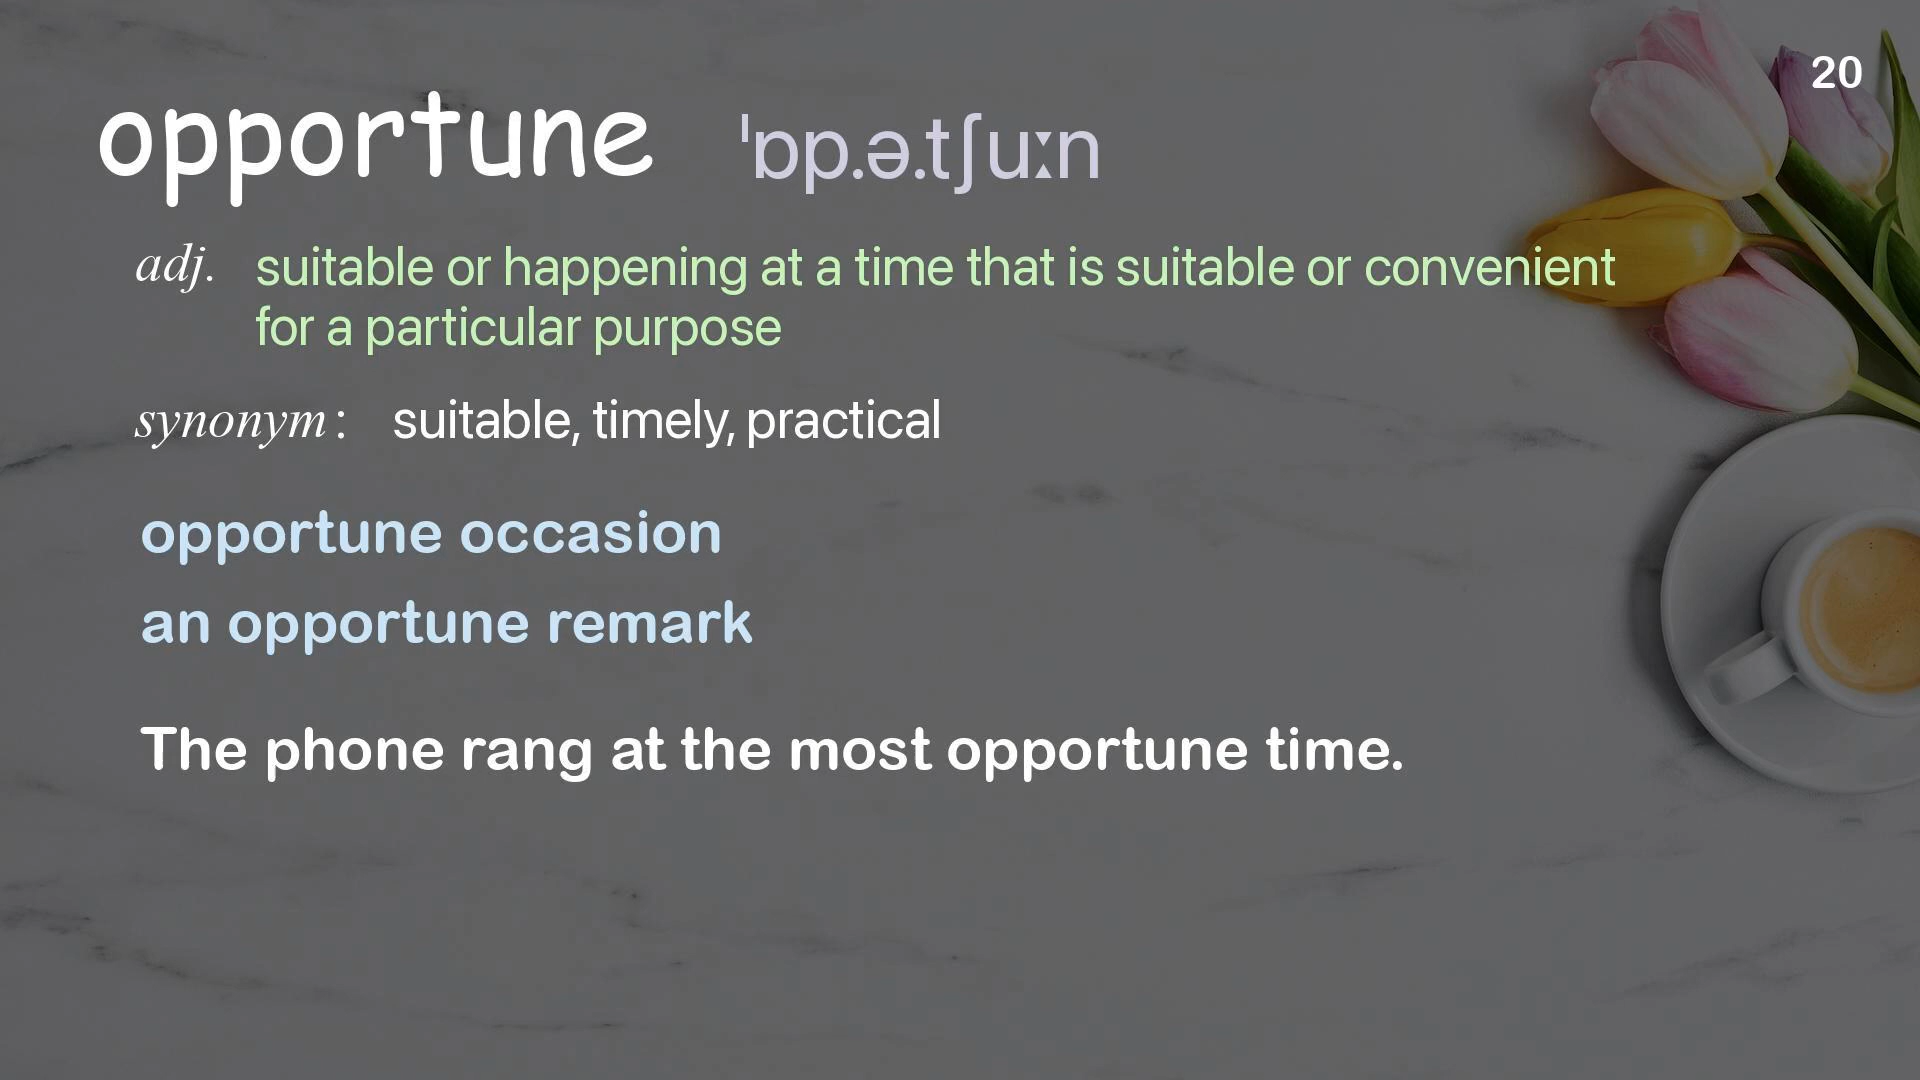 20
opportune ˈɒp.ə.tʃuːn
adj. suitable or happening at a time that is suitable or convenient
for a particular purpose
synonym: suitable, timely, practical
opportune occasion
an opportune remark
The phone rang at the most opportune time.